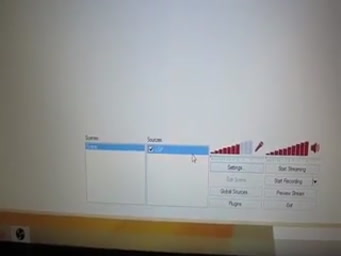 Scenes:
Sources:
Settings
Start Streaming
Edit Scene
Start Recording
Global Sources
Preview Stream
Plugins
Exit